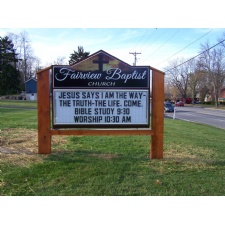 Fairview Baptist
CHURCH
JESUS SAYS I AM THE WAY-
THE TRUTH-THE LIFE. COME.
BIBLE STUDY 9:30
WORSHIP 10:30 AM